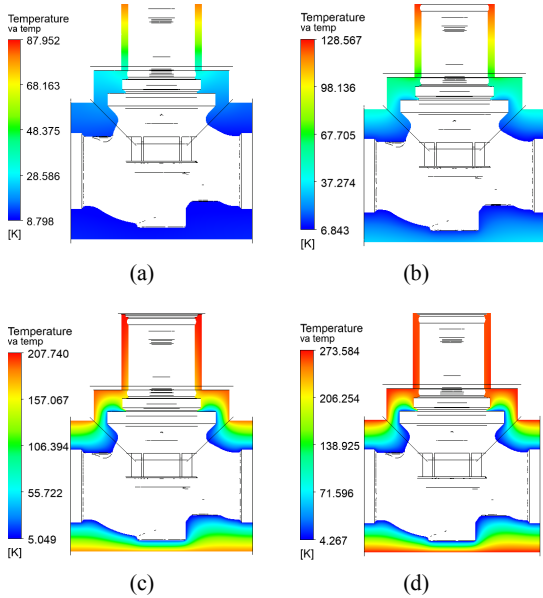 Temperature
va temp
87.952
68.163
48.375
28.586
8.798
[K]
(a)
Temperature
va temp
128.567
98.136
67.705
37.274
6.843
[K]
(b)
Temperature
va temp
207.740
157.067
106.394
55.722
5.049
[K]
(c)
Temperature
va temp
273.584
206.254
138.925
71.596
4.267
[K]
(d)